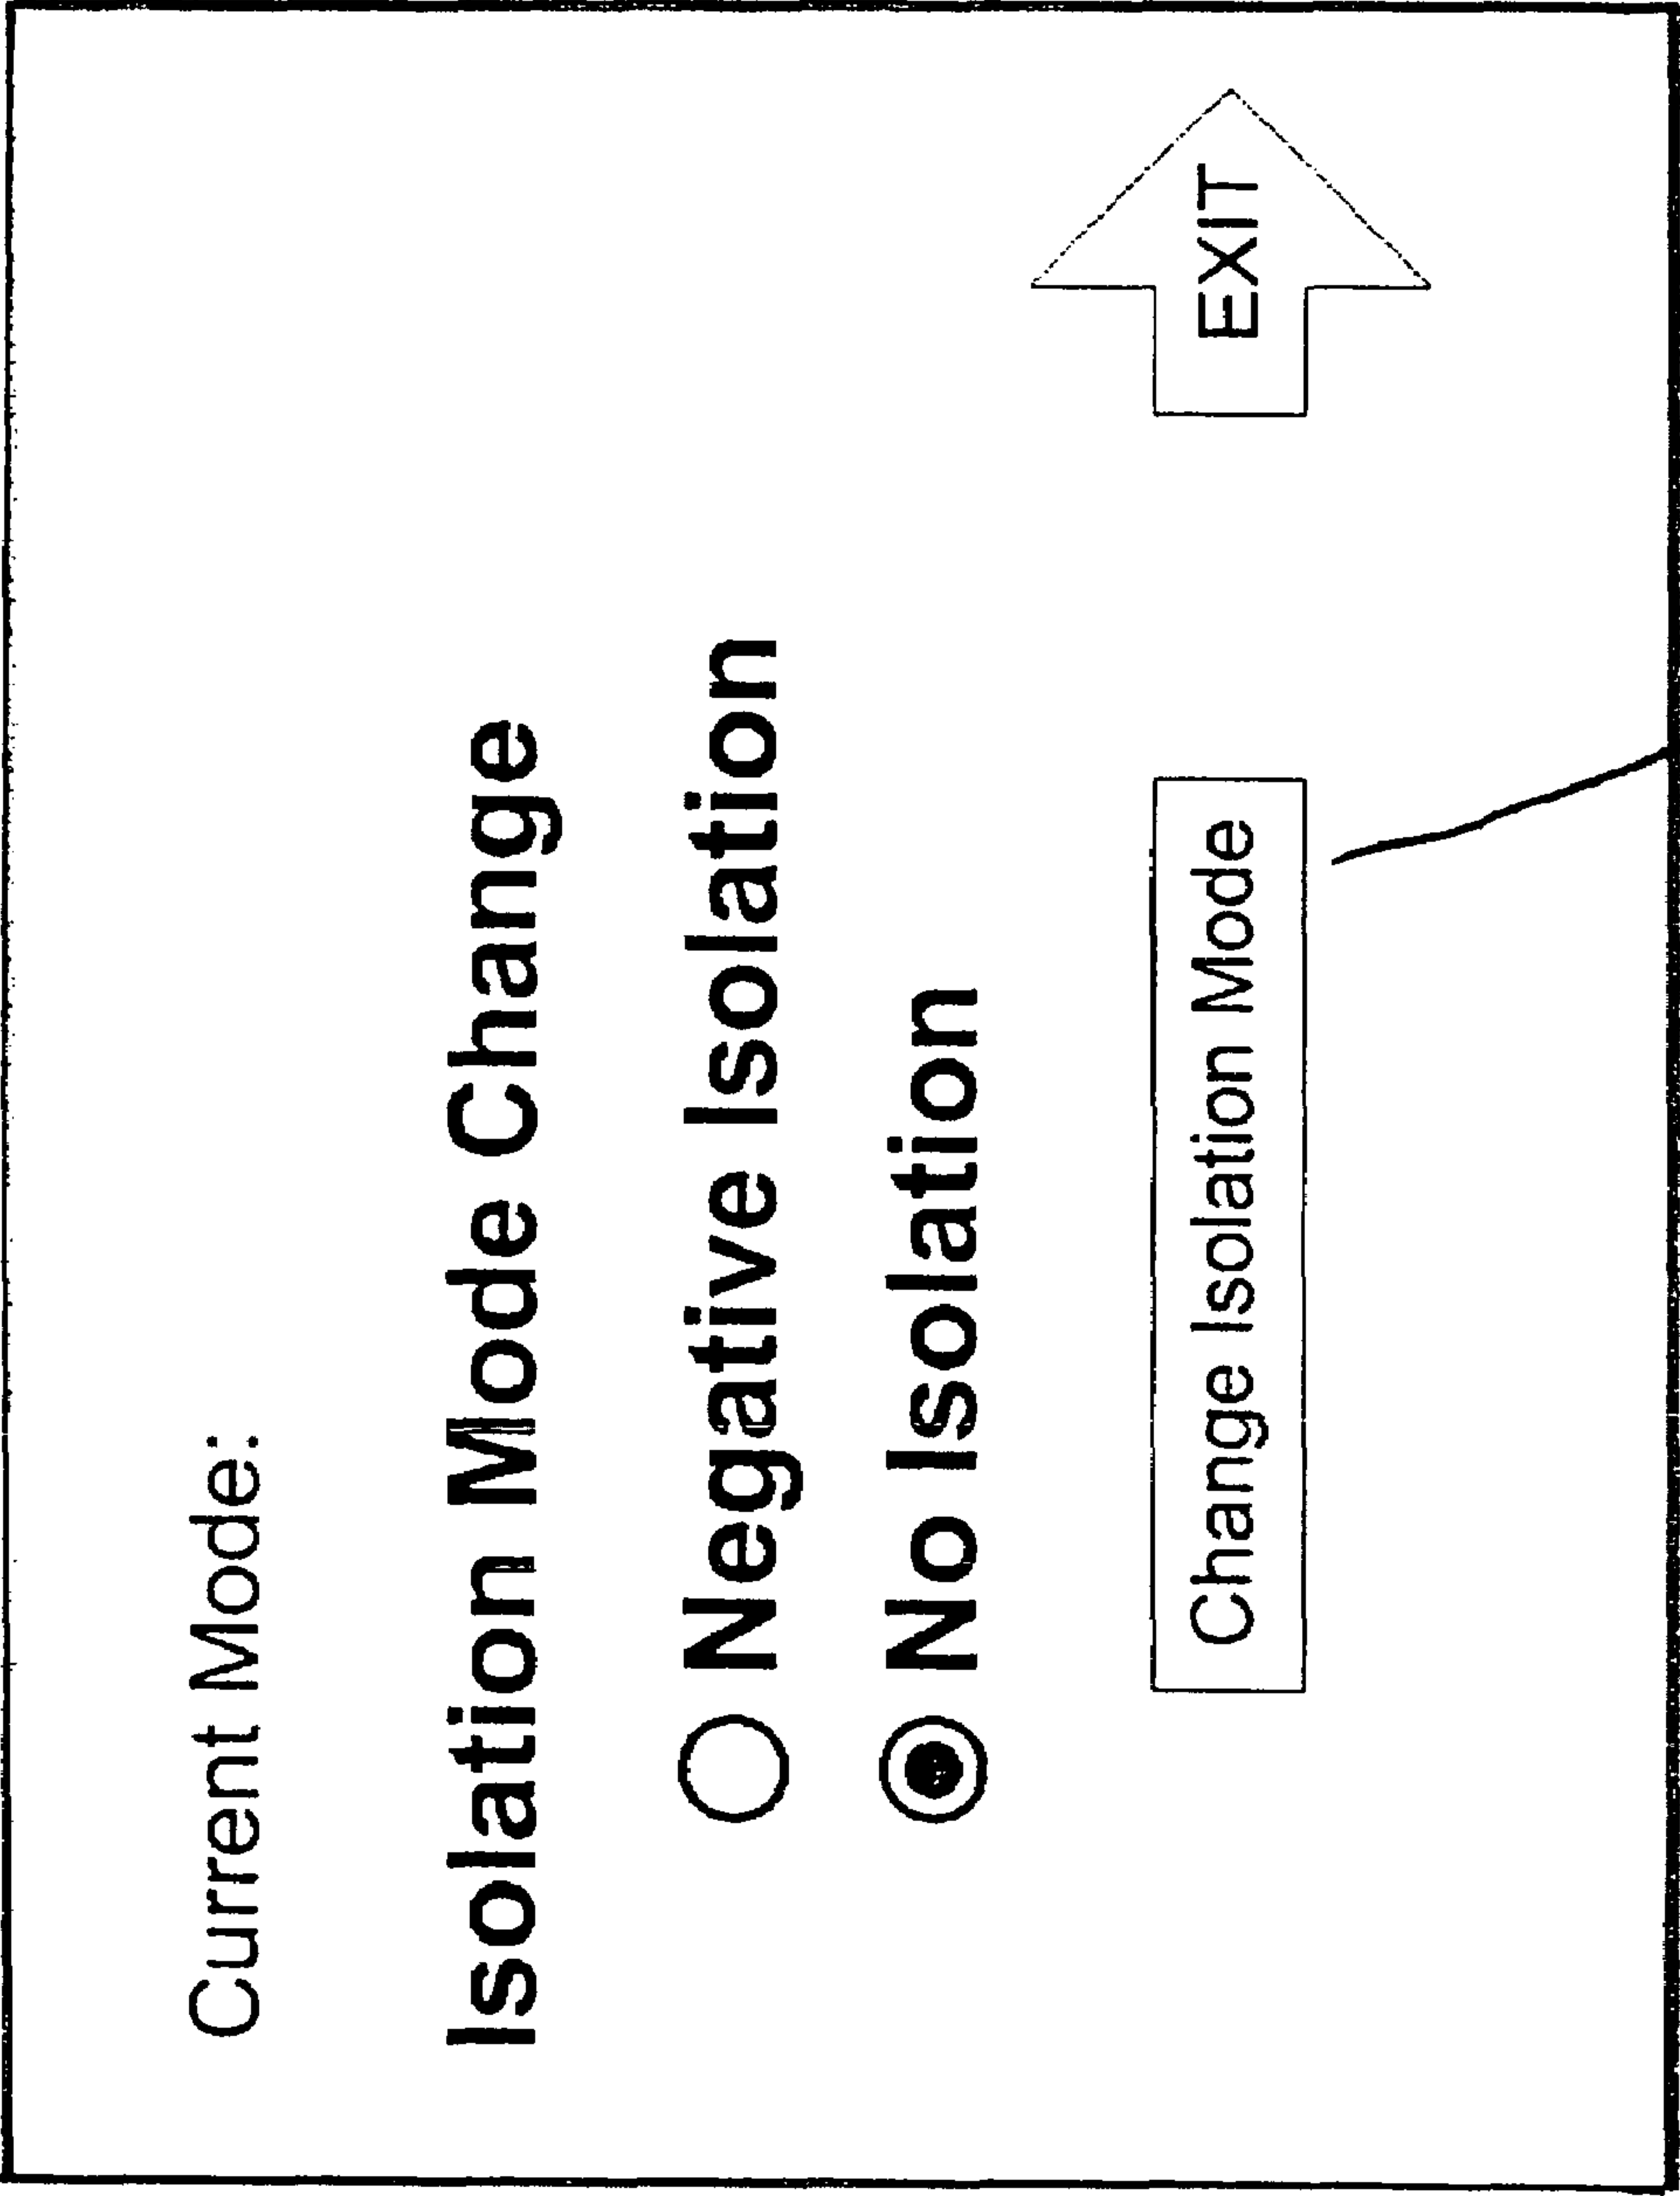 Current Mode:
Isolation Mode Change
Negative Isolation
No Isolation
Change Isolation Mode
EXIT